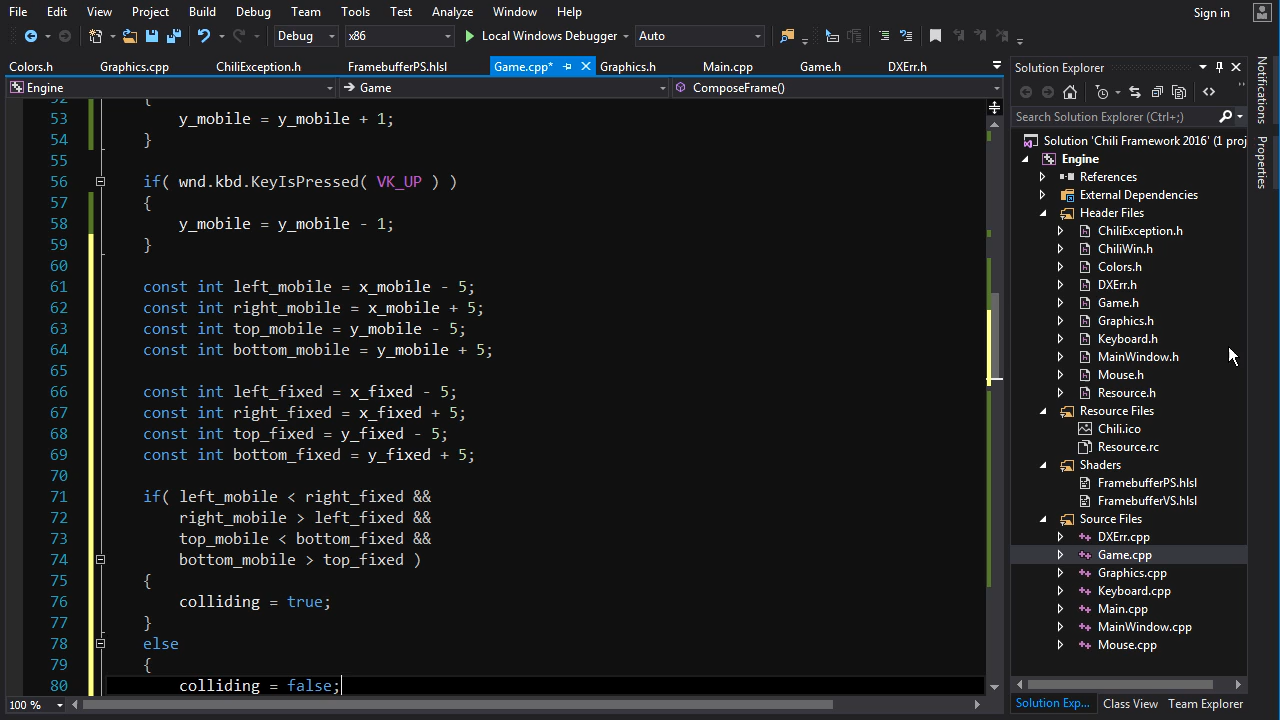 File Edit View Project Build Debug Team Tools Test Analyze Window Help Sign in
Debug x86 Local Windows Debugger Auto
Colors.h Graphics.cpp ChiliException.h FramebufferPS.hlsl Game.cpp* Graphics.h Main.cpp Game.h DXErr.h
Engine Game ComposeFrame()
52 {
53 y_mobile = y_mobile + 1;
54 }
55
56 if( wnd.kbd.KeyIsPressed( VK_UP ) )
57 {
58 y_mobile = y_mobile - 1;
59 }
60
61 const int left_mobile = x_mobile - 5;
62 const int right_mobile = x_mobile + 5;
63 const int top_mobile = y_mobile - 5;
64 const int bottom_mobile = y_mobile + 5;
65
66 const int left_fixed = x_fixed - 5;
67 const int right_fixed = x_fixed + 5;
68 const int top_fixed = y_fixed - 5;
69 const int bottom_fixed = y_fixed + 5;
70
71 if( left_mobile < right_fixed &&
72 right_mobile > left_fixed &&
73 top_mobile < bottom_fixed &&
74 bottom_mobile > top_fixed )
75 {
76 colliding = true;
77 }
78 else
79 {
80 colliding = false;
100 %
Solution Explorer
Search Solution Explorer (Ctrl+;)
Solution 'Chili Framework 2016' (1 proj
Engine
References
External Dependencies
Header Files
ChiliException.h
ChiliWin.h
Colors.h
DXErr.h
Game.h
Graphics.h
Keyboard.h
MainWindow.h
Mouse.h
Resource.h
Resource Files
Chili.ico
Resource.rc
Shaders
FramebufferPS.hlsl
FramebufferVS.hlsl
Source Files
DXErr.cpp
Game.cpp
Graphics.cpp
Keyboard.cpp
Main.cpp
MainWindow.cpp
Mouse.cpp
Solution Exp... Class View Team Explorer
Notifications
Properties